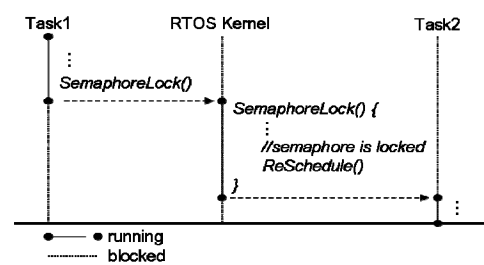 Task1 RTOS Kernel Task2
⋮
SemaphoreLock()
SemaphoreLock() {
⋮
//semaphore is locked
ReSchedule()
}
⋮
running
blocked